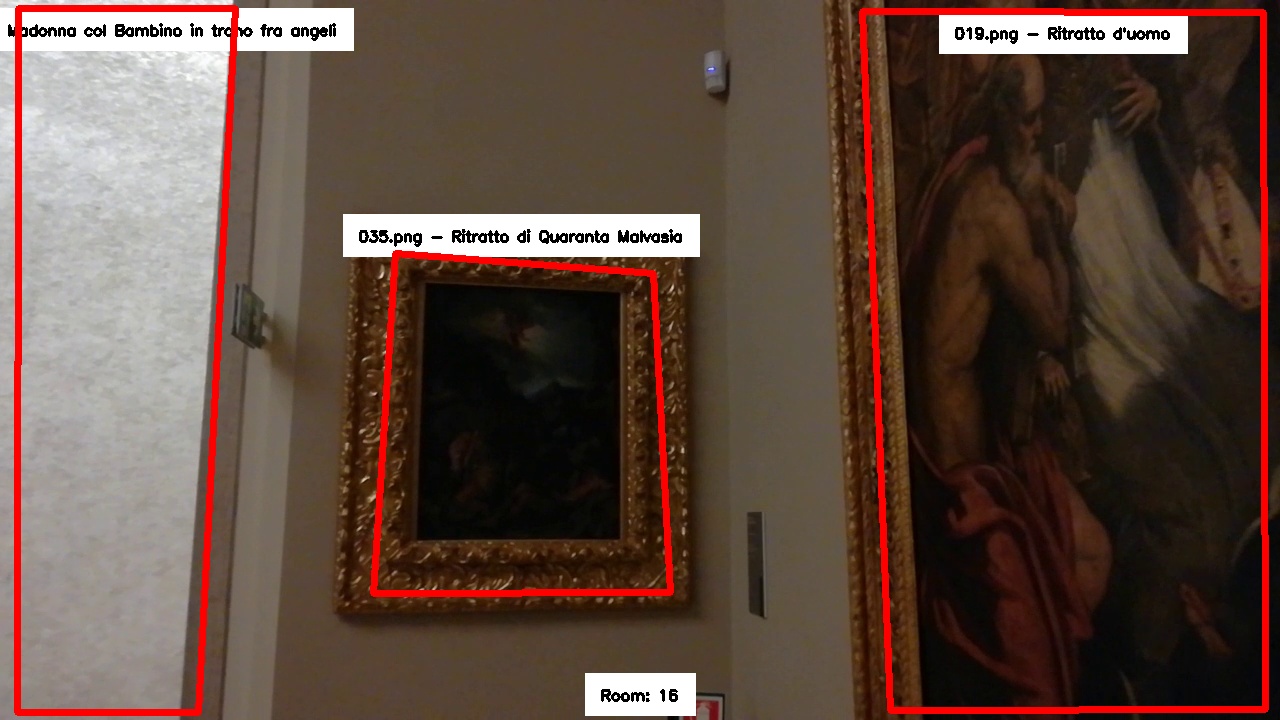 Madonna col Bambino in trono fra angeli
019.png - Ritratto d'uomo
035.png - Ritratto di Quaranta Malvasia
Room: 16